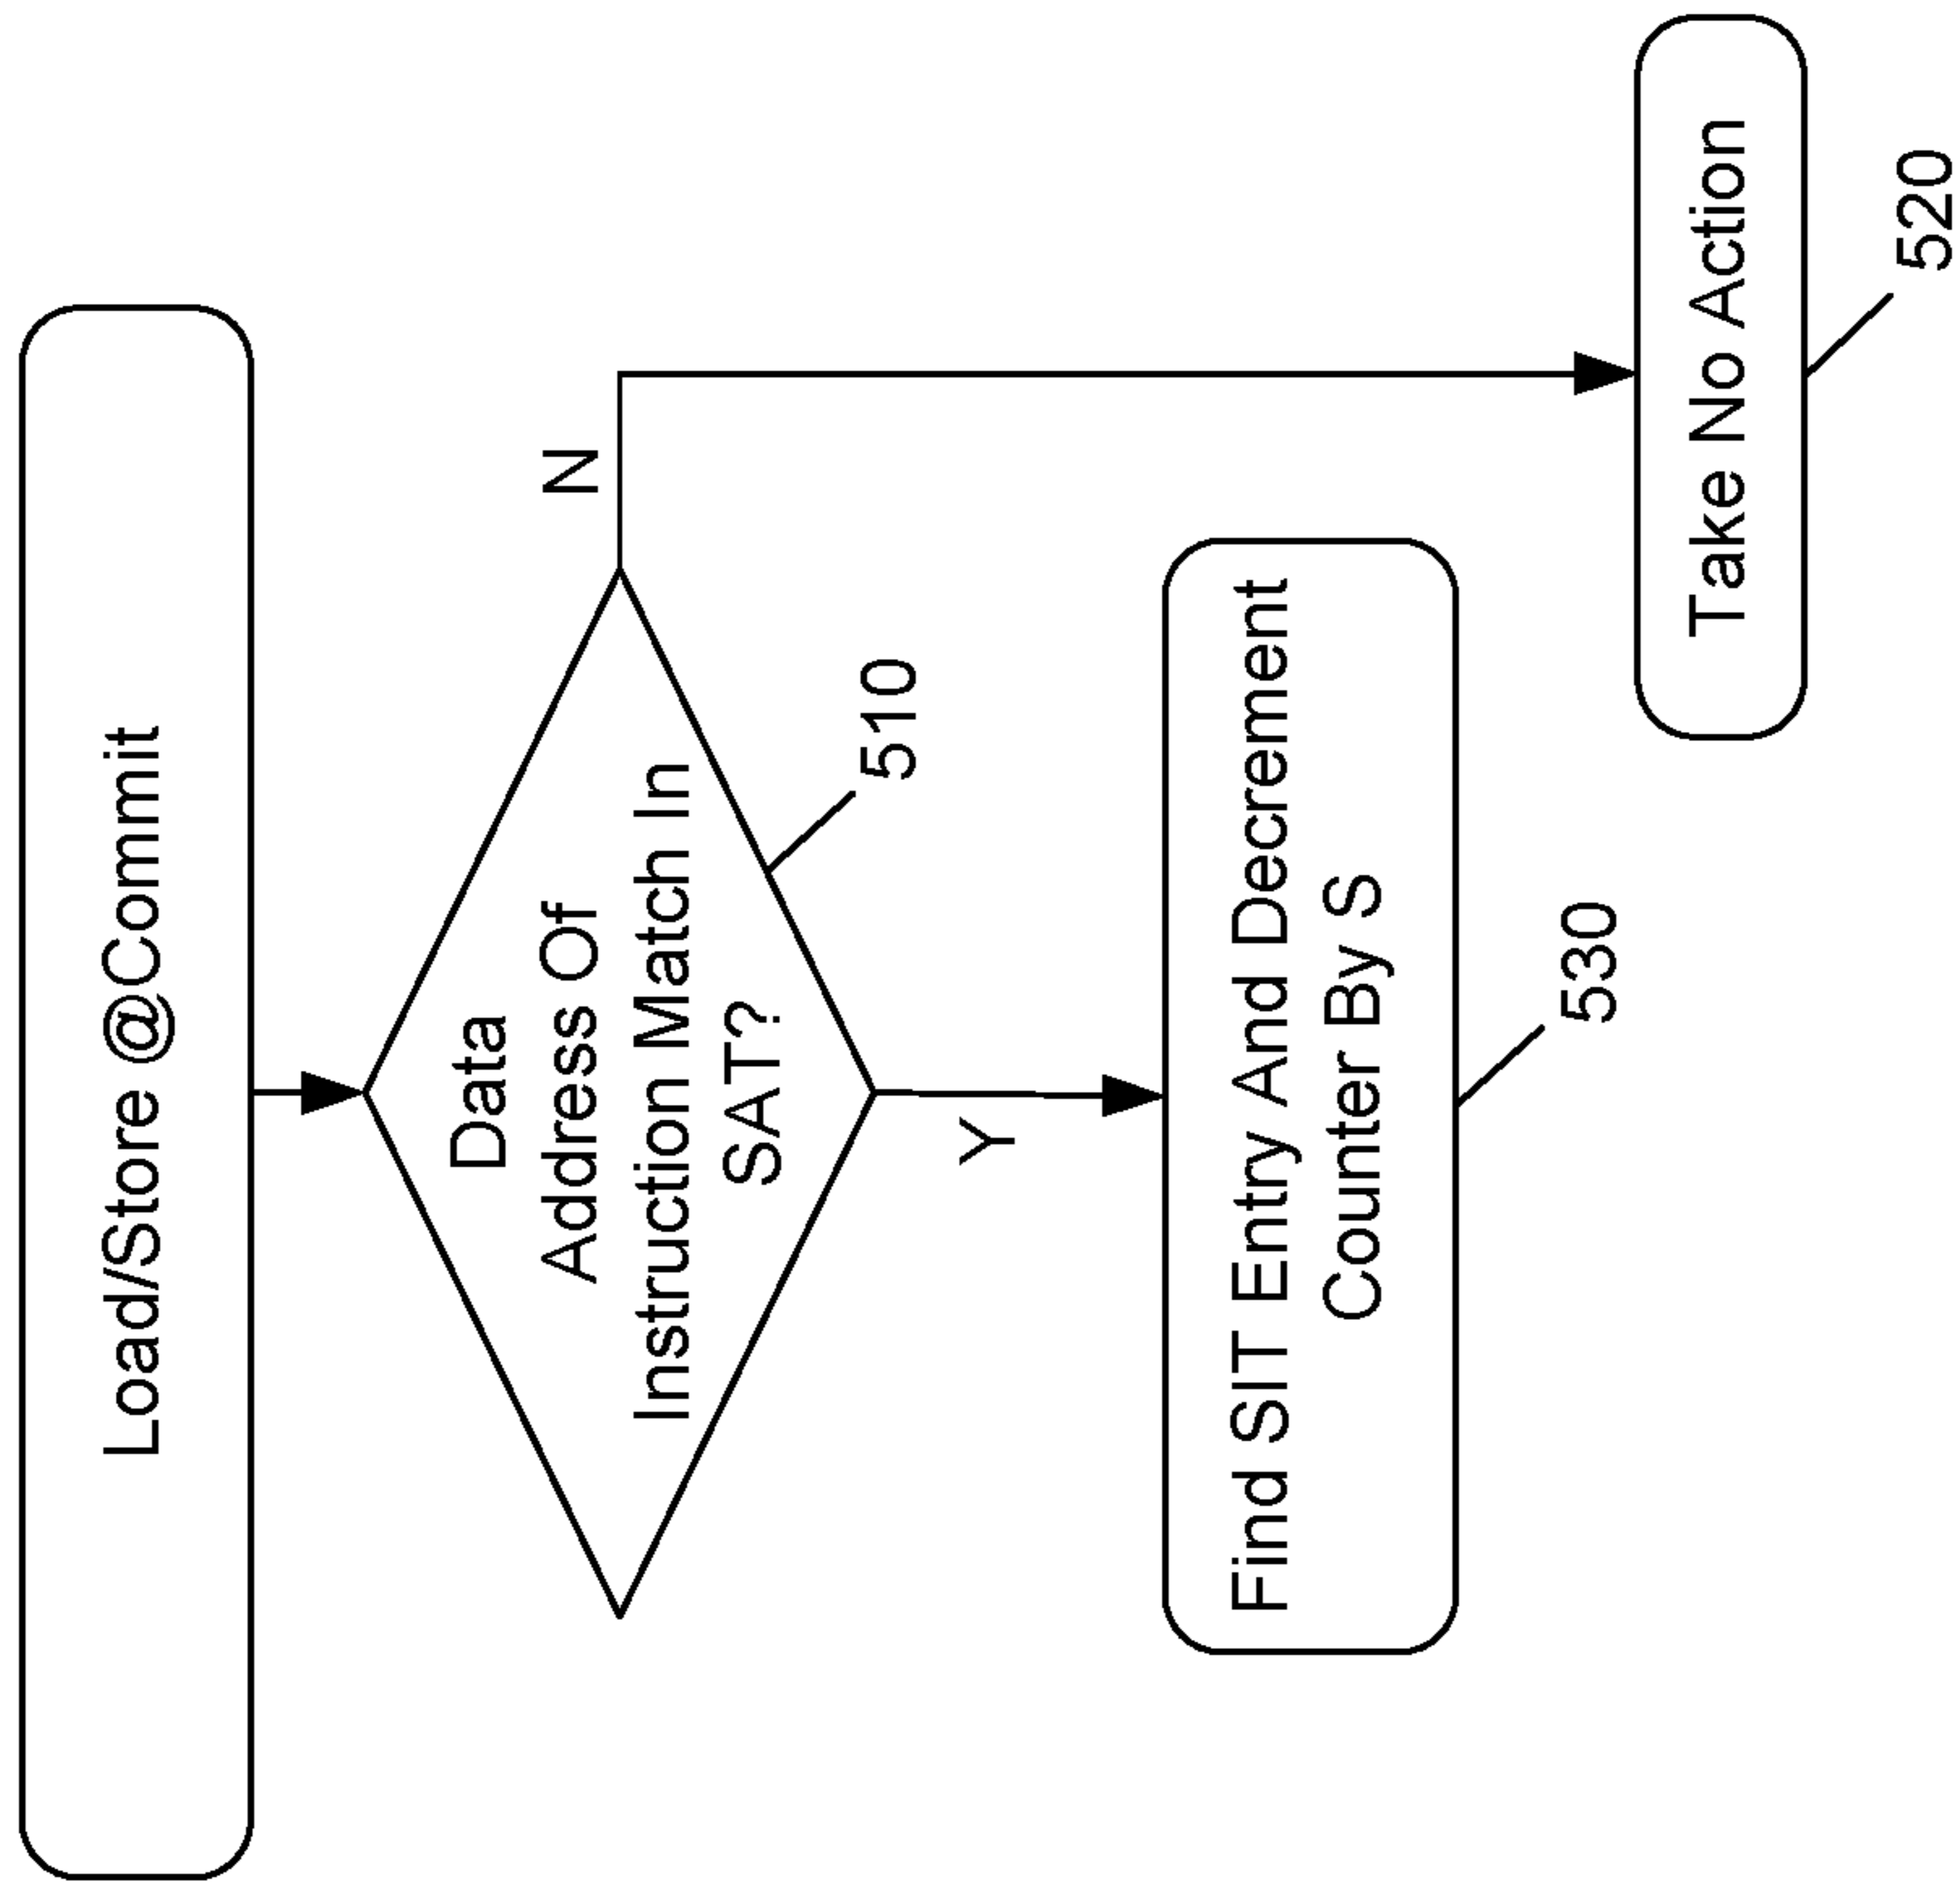 Load/Store @Commit
Data
Address Of
Instruction Match In
SAT?
N
510
Y
Find SIT Entry And Decrement
Counter By S
530
Take No Action
520